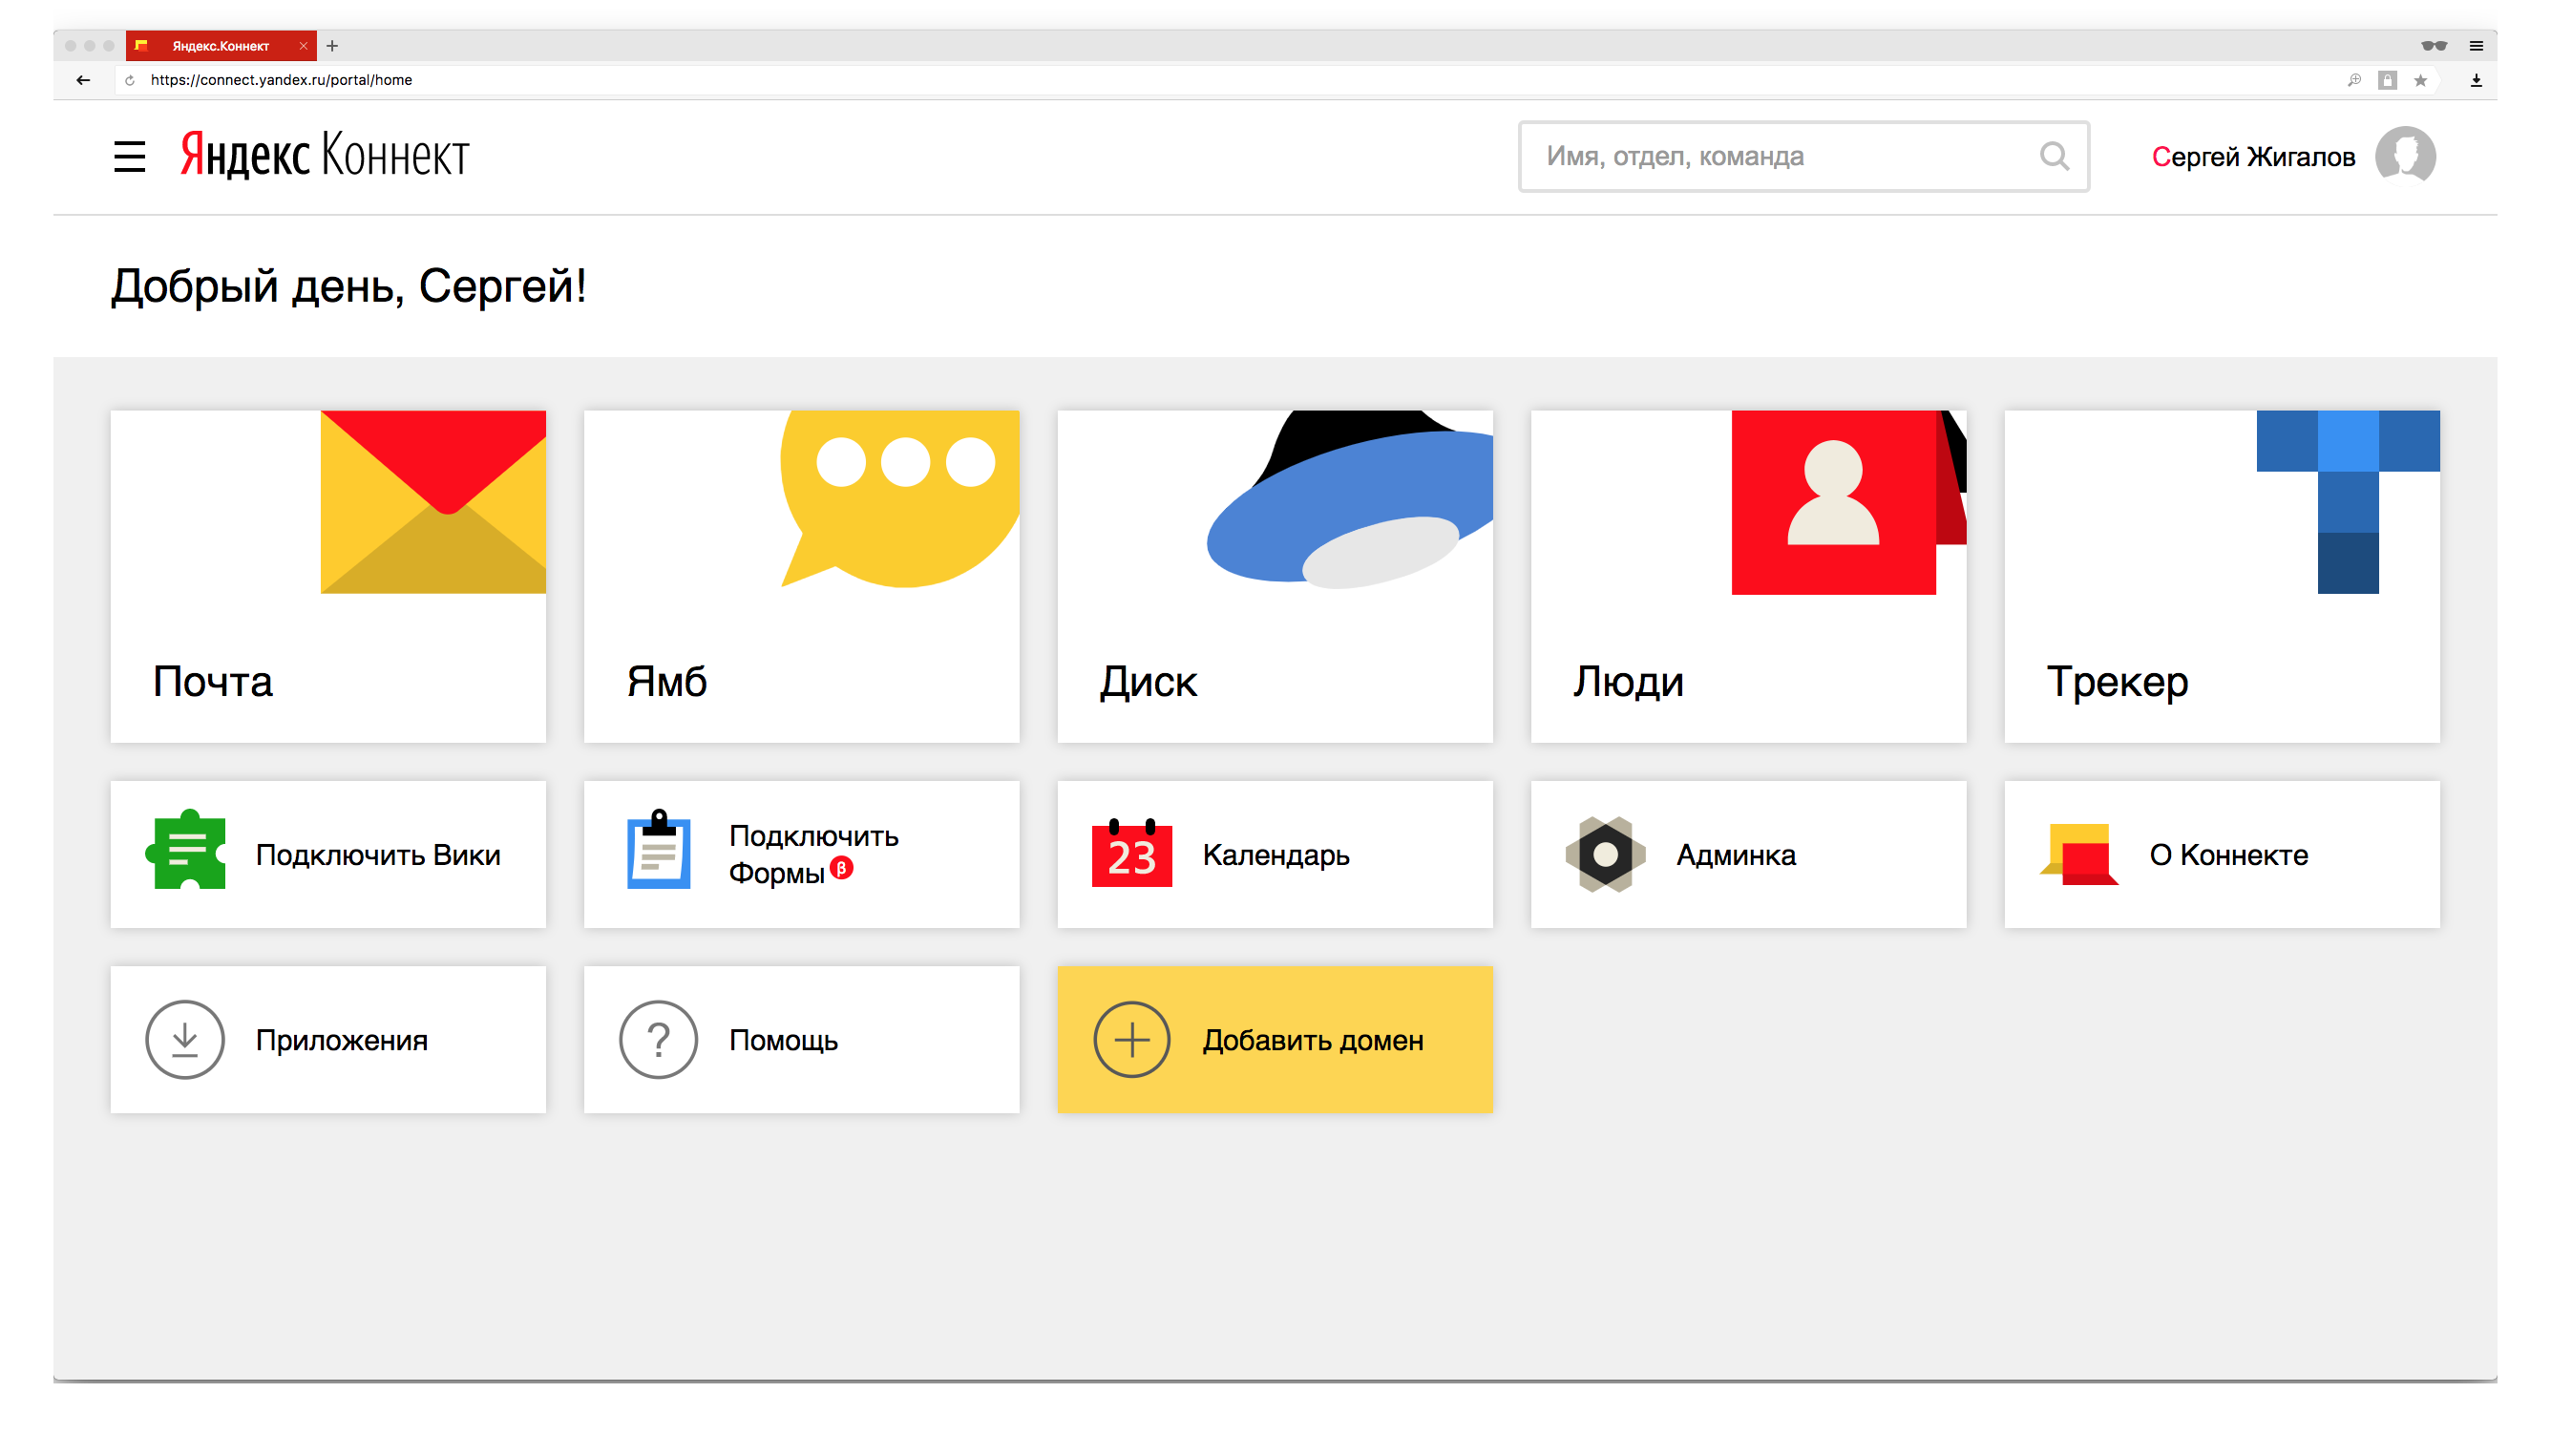 Яндекс.Коннект
https://connect.yandex.ru/portal/home
Яндекс Коннект
Имя, отдел, команда
Сергей Жигалов
Добрый день, Сергей!
Почта
Ямб
Диск
Люди
Трекер
Подключить Вики
Подключить
Формы β
23
Календарь
Админка
О Коннекте
Приложения
?
Помощь
Добавить домен